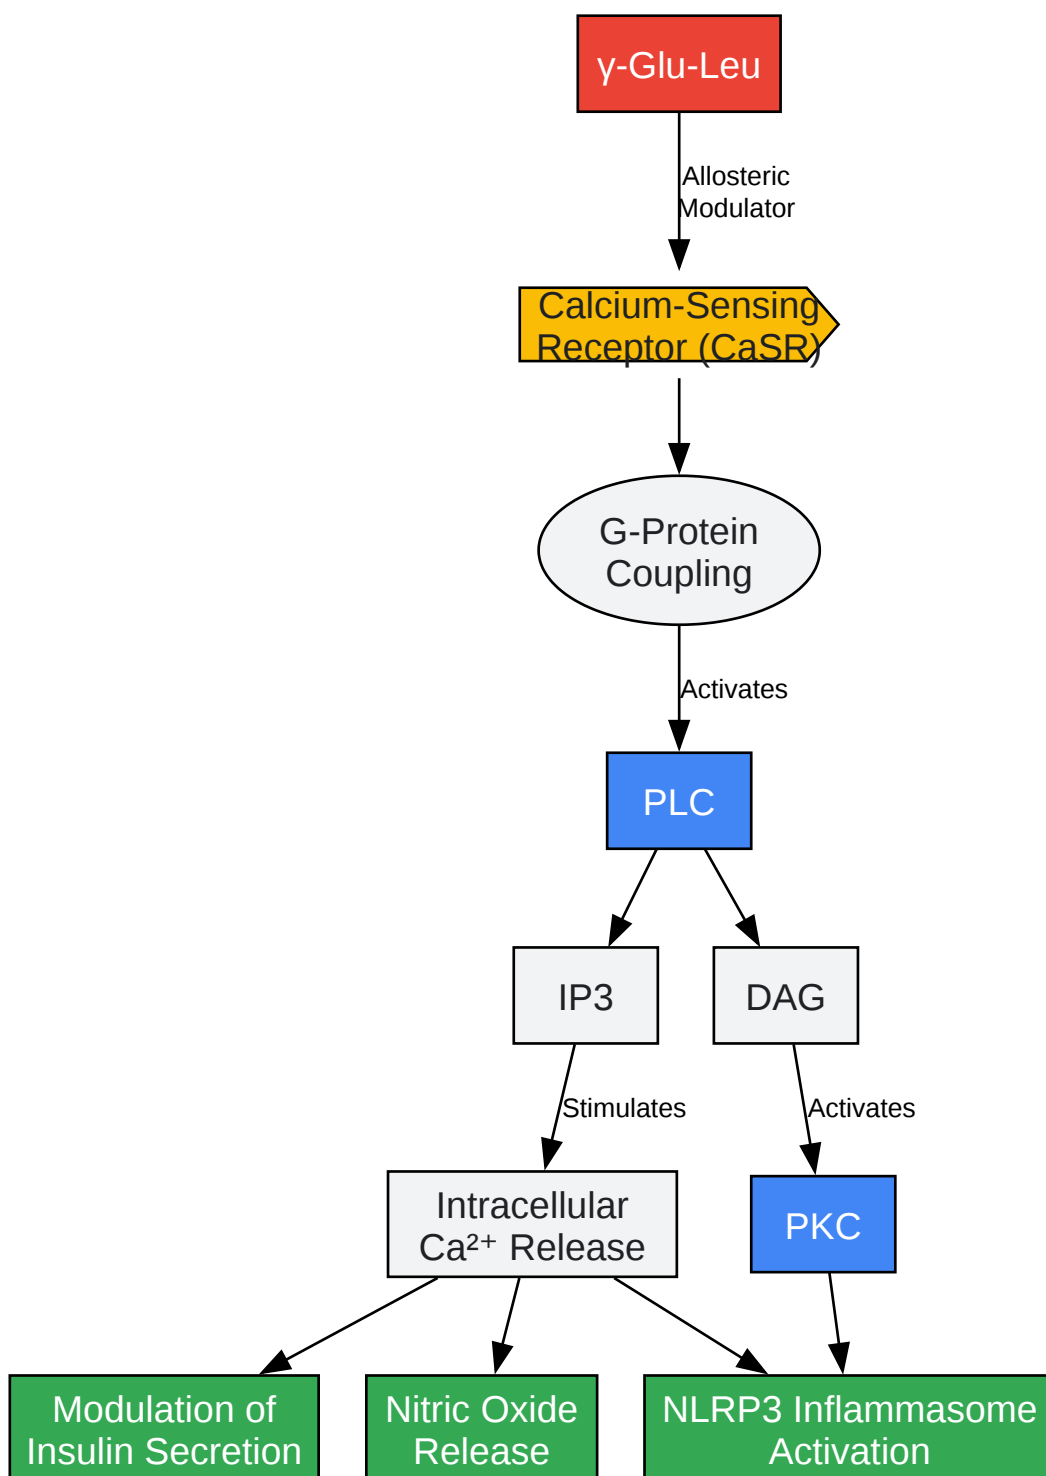 γ-Glu-Leu
Allosteric
Modulator
Calcium-Sensing
Receptor (CaSR)
G-Protein
Coupling
Activates
PLC
IP3
DAG
Stimulates
Activates
Intracellular
Ca²⁺ Release
PKC
Modulation of
Insulin Secretion
Nitric Oxide
Release
NLRP3 Inflammasome
Activation